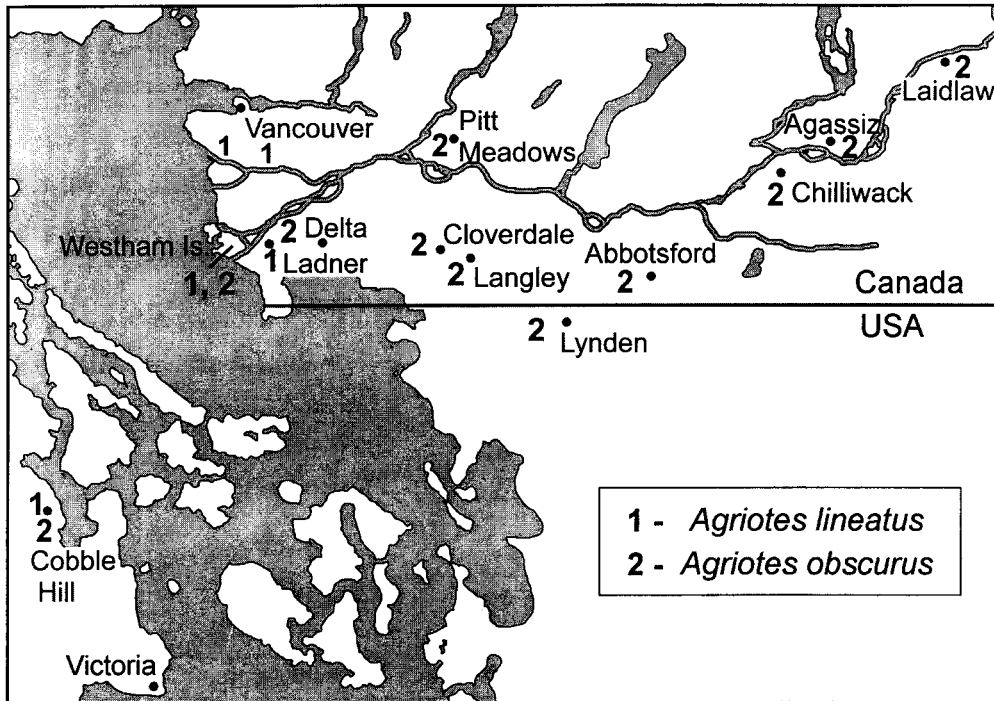 2
Laidlaw
Vancouver
Pitt
2 Meadows
Agassiz
2
1 1
2 Chilliwack
Westham Is.
1, 2
2 Delta
1 Ladner
2 Cloverdale
2 Langley
Abbotsford
2
Canada
USA
2 Lynden
1
2
Cobble
Hill
Victoria
1 - Agriotes lineatus
2 - Agriotes obscurus